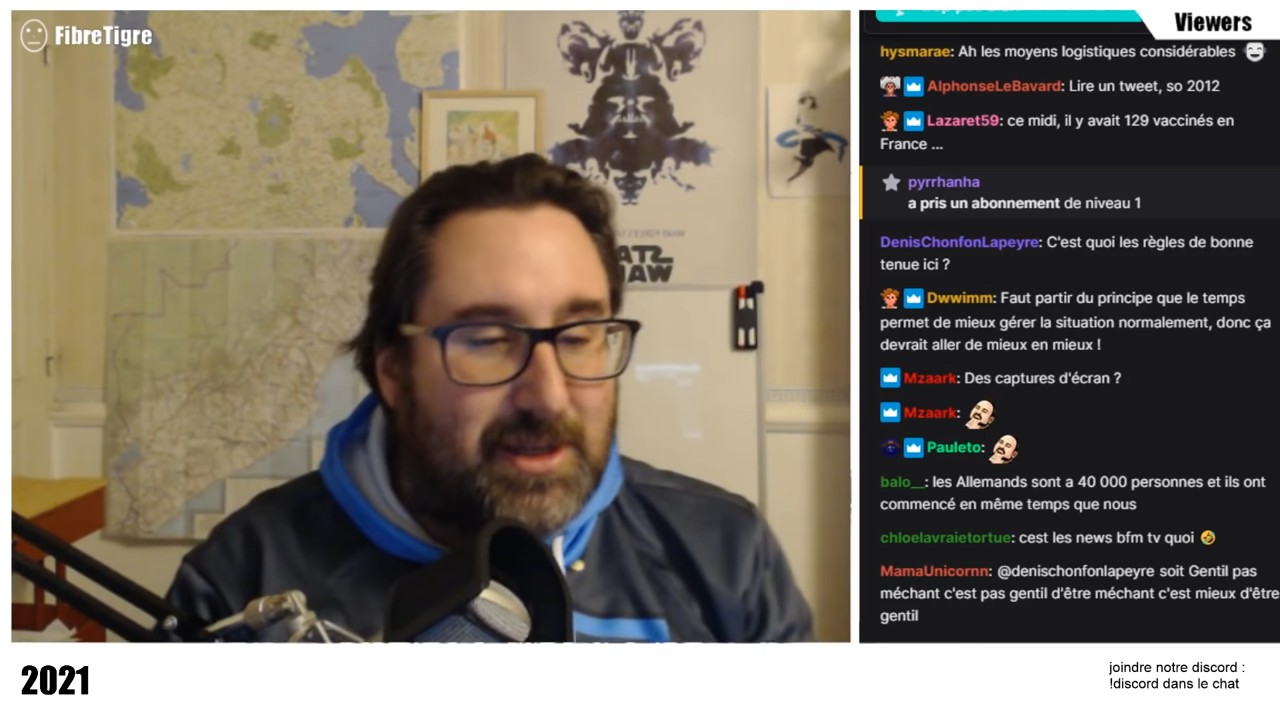 FibreTigre
Viewers
hysmarae: Ah les moyens logistiques considérables
AlphonseLeBavard: Lire un tweet, so 2012
Lazaret59: ce midi, il y avait 129 vaccinés en
France ...
pyrrhanha
a pris un abonnement de niveau 1
DenisChonfonLapeyre: C'est quoi les règles de bonne
tenue ici ?
Dwwimm: Faut partir du principe que le temps
permet de mieux gérer la situation normalement, donc ça
devrait aller de mieux en mieux !
Mzaark: Des captures d'écran ?
Mzaark:
Pauleto:
balo__: les Allemands sont a 40 000 personnes et ils ont
commencé en même temps que nous
chloelavraietortue: cest les news bfm tv quoi
MamaUnicornn: @denischonfonlapeyre soit Gentil pas
méchant c'est pas gentil d'être méchant c'est mieux d'être
gentil
STAR
WAR
2021
joindre notre discord :
!discord dans le chat